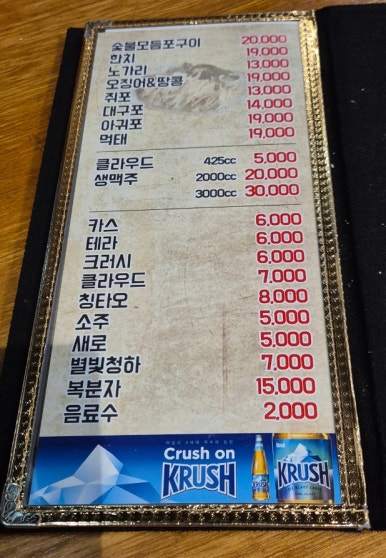 숯불모듬포구이 20,000
한치 19,000
노가리 13,000
오징어&땅콩 19,000
쥐포 13,000
대구포 14,000
아귀포 19,000
먹태 19,000
클라우드 425cc 5,000
생맥주 2000cc 20,000
3000cc 30,000
카스 6,000
테라 6,000
크러시 6,000
클라우드 7,000
칭타오 8,000
소주 5,000
새로 5,000
별빛청하 7,000
복분자 15,000
음료수 2,000
Crush on
KRUSH
KRUSH